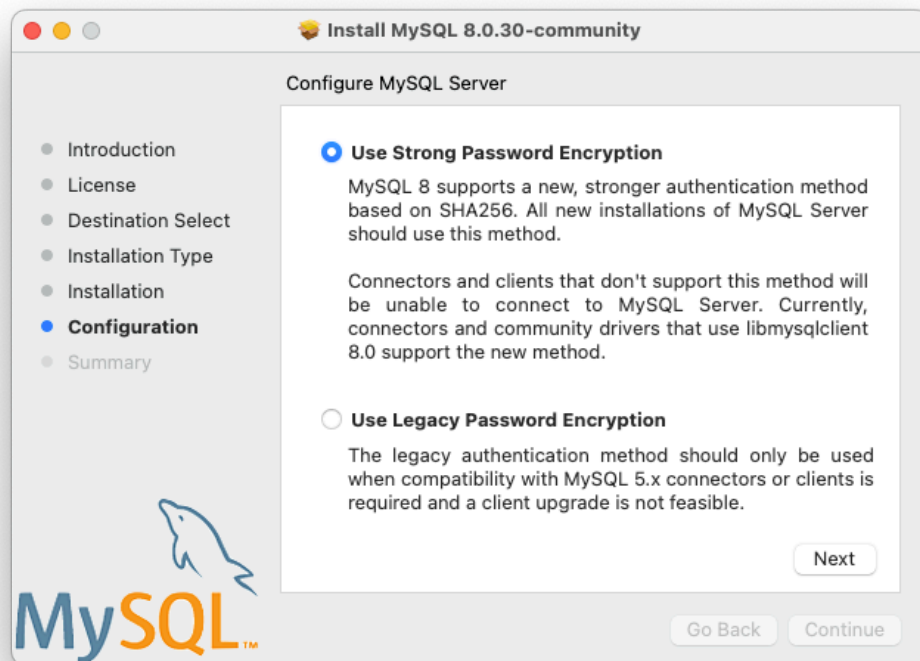 Install MySQL 8.0.30-community
Configure MySQL Server
Introduction
License
Destination Select
Installation Type
Installation
Configuration
Summary
Use Strong Password Encryption
MySQL 8 supports a new, stronger authentication method
based on SHA256. All new installations of MySQL Server
should use this method.
Connectors and clients that don't support this method will
be unable to connect to MySQL Server. Currently,
connectors and community drivers that use libmysqlclient
8.0 support the new method.
Use Legacy Password Encryption
The legacy authentication method should only be used
when compatibility with MySQL 5.x connectors or clients is
required and a client upgrade is not feasible.
Next
MySQL™
Go Back
Continue